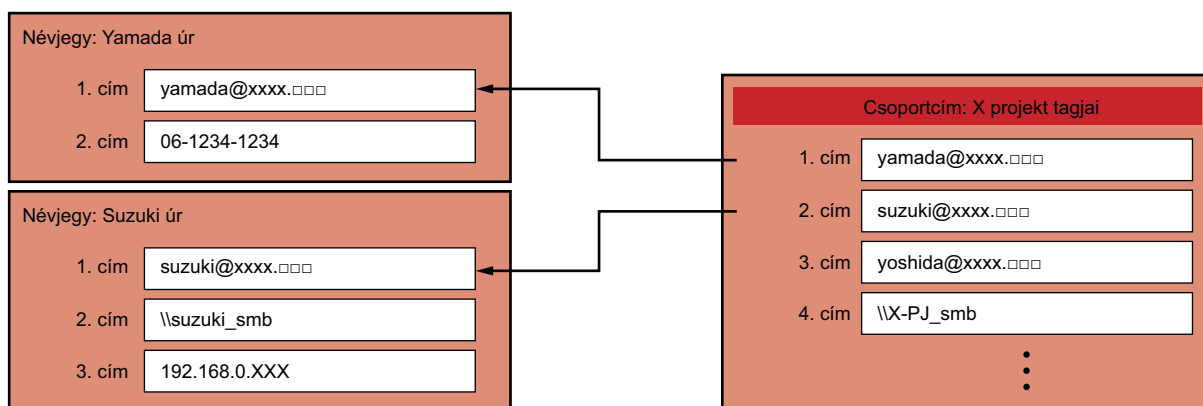 Névjegy: Yamada úr
1. cím yamada@xxxx.□□□
2. cím 06-1234-1234
Névjegy: Suzuki úr
1. cím suzuki@xxxx.□□□
2. cím \\suzuki_smb
3. cím 192.168.0.XXX
Csoportcím: X projekt tagjai
1. cím yamada@xxxx.□□□
2. cím suzuki@xxxx.□□□
3. cím yoshida@xxxx.□□□
4. cím \\X-PJ_smb